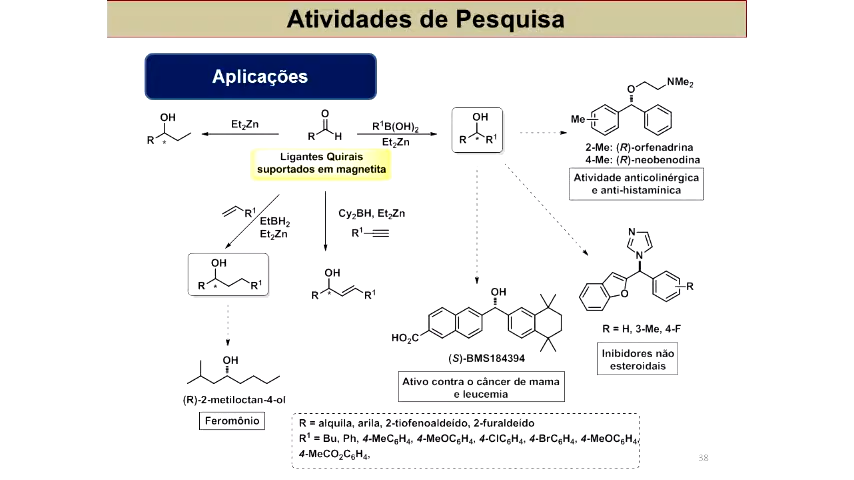 Atividades de Pesquisa
Aplicações
OH
R
*
Et₂Zn
O
R
H
R¹B(OH)₂
Et₂Zn
OH
R
*
R¹
Ligantes Quirais
suportados em magnetita
O
NMe₂
Me
2-Me: (R)-orfenadrina
4-Me: (R)-neobenodina
Atividade anticolinérgica
e anti-histamínica
R¹
EtBH₂
Et₂Zn
Cy₂BH, Et₂Zn
R¹
OH
R
*
R¹
OH
R
*
R¹
N
N
O
R
R = H, 3-Me, 4-F
Inibidores não
esteroidais
OH
HO₂C
(S)-BMS184394
Ativo contra o câncer de mama
e leucemia
OH
(R)-2-metiloctan-4-ol
Feromônio
R = alquila, arila, 2-tiofenoaldeído, 2-furaldeído
R¹ = Bu, Ph, 4-MeC₆H₄, 4-MeOC₆H₄, 4-ClC₆H₄, 4-BrC₆H₄, 4-MeOC₆H₄,
4-MeCO₂C₆H₄,
38